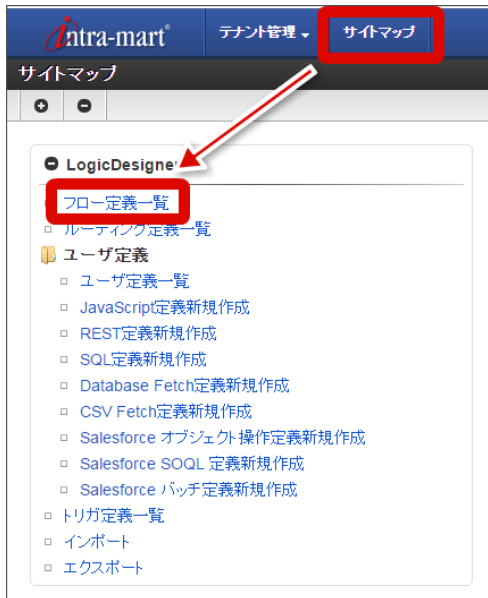 intra-mart テナント管理 サイトマップ
サイトマップ
LogicDesigner
フロー定義一覧
ルーティング定義一覧
ユーザ定義
ユーザ定義一覧
JavaScript定義新規作成
REST定義新規作成
SQL定義新規作成
Database Fetch定義新規作成
CSV Fetch定義新規作成
Salesforce オブジェクト操作定義新規作成
Salesforce SOQL 定義新規作成
Salesforce バッチ定義新規作成
トリガ定義一覧
インポート
エクスポート